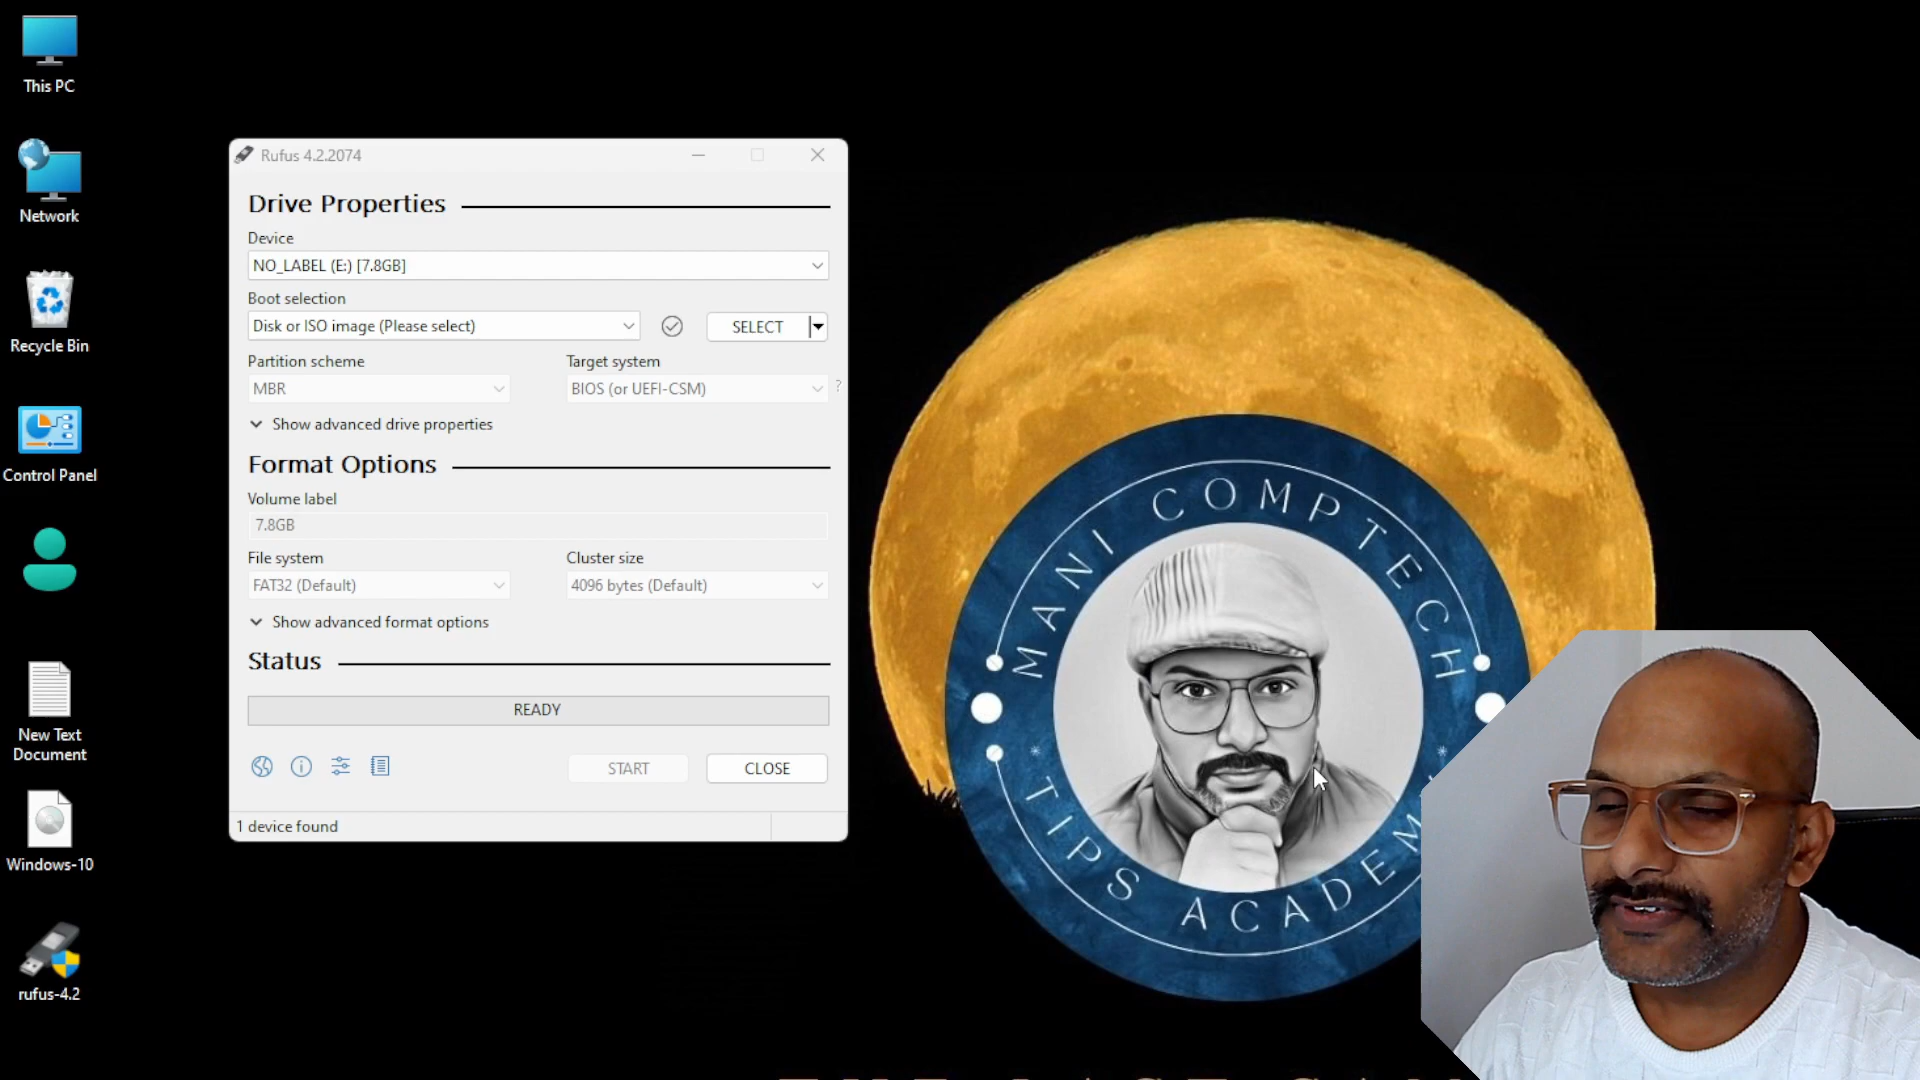 This PC
Network
Recycle Bin
Control Panel
New Text
Document
Windows-10
rufus-4.2
Rufus 4.2.2074
Drive Properties
Device
NO_LABEL (E:) [7.8GB]
Boot selection
Disk or ISO image (Please select)
SELECT
Partition scheme
Target system
MBR
BIOS (or UEFI-CSM)
?
Show advanced drive properties
Format Options
Volume label
7.8GB
File system
Cluster size
FAT32 (Default)
4096 bytes (Default)
Show advanced format options
Status
READY
START
CLOSE
1 device found
MANI COMPTECH
* TIPS ACADEMY *